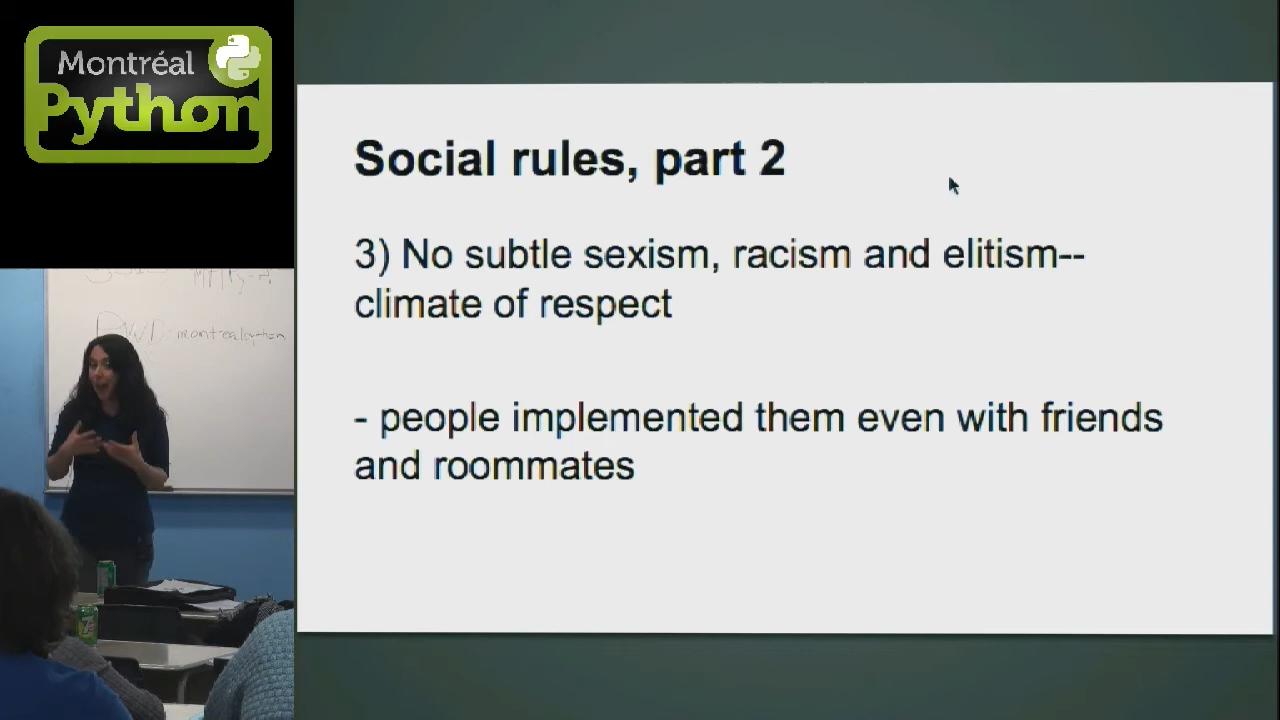 Montréal
Python
Social rules, part 2
3) No subtle sexism, racism and elitism--
climate of respect
- people implemented them even with friends
and roommates
montrealpython